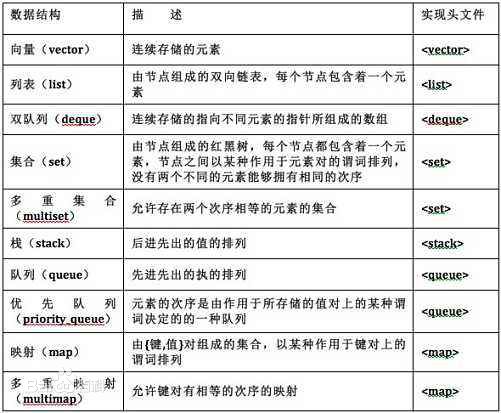 数据结构 描 述 实现头文件
向量（vector） 连续存储的元素 <vector>
列表（list） 由节点组成的双向链表，每个节点包含着一个元
素 <list>
双队列（deque） 连续存储的指向不同元素的指针所组成的数组 <deque>
集合（set） 由节点组成的红黑树，每个节点都包含着一个元
素，节点之间以某种作用于元素对的谓词排列，
没有两个不同的元素能够拥有相同的次序 <set>
多重集合
（multiset） 允许存在两个次序相等的元素的集合 <set>
栈（stack） 后进先出的值的排列 <stack>
队列（queue） 先进先出的执的排列 <queue>
优先队列
（priority_queue） 元素的次序是由作用于所存储的值对上的某种谓
词决定的的一种队列 <queue>
映射（map） 由{键,值}对组成的集合，以某种作用于键对上的
谓词排列 <map>
多重映射
（multimap） 允许键对有相等的次序的映射 <map>